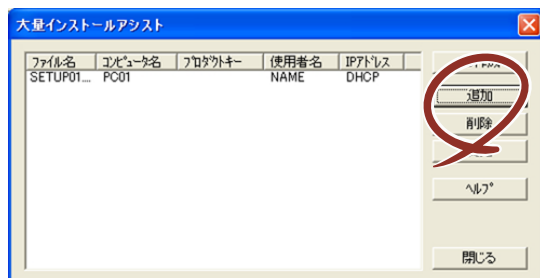 大量インストールアシスト
ファイル名 コンピュータ名 プロダクトキー 使用者名 IPアドレス
SETUP01.... PC01 NAME DHCP
追加
削除
ヘルプ
閉じる